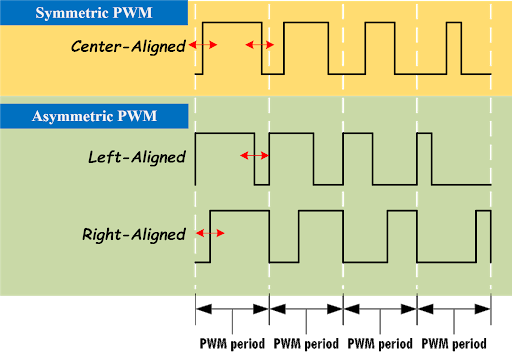 Symmetric PWM
Center-Aligned
Asymmetric PWM
Left-Aligned
Right-Aligned
PWM period PWM period PWM period PWM period